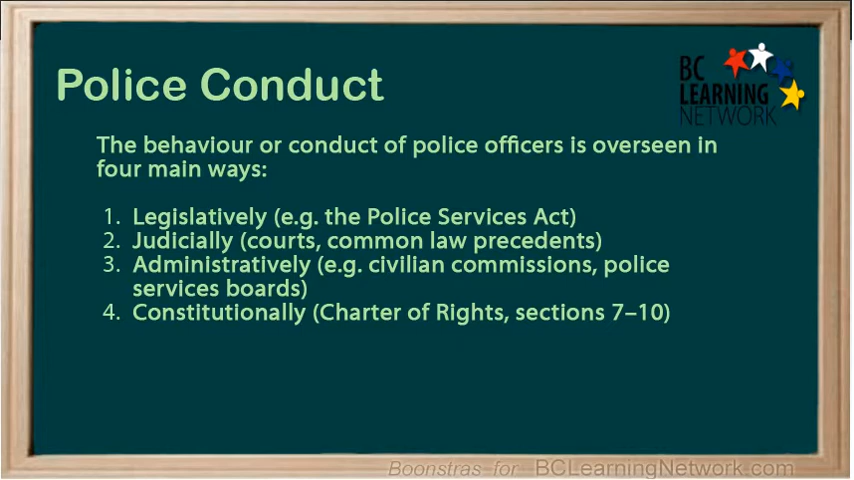 Police Conduct
BC
LEARNING
NETWORK
The behaviour or conduct of police officers is overseen in
four main ways:
1. Legislatively (e.g. the Police Services Act)
2. Judicially (courts, common law precedents)
3. Administratively (e.g. civilian commissions, police
services boards)
4. Constitutionally (Charter of Rights, sections 7–10)
Boonstras for BCLearningNetwork.com